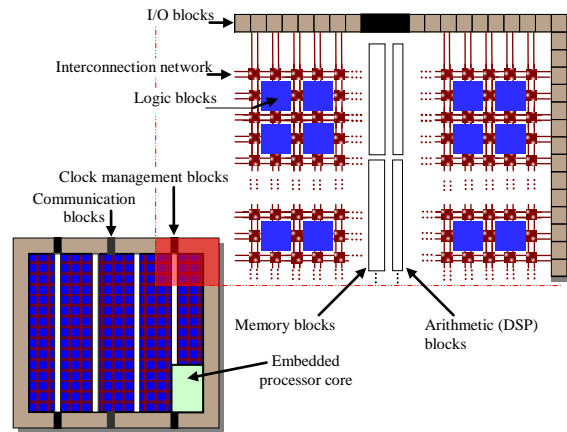 I/O blocks
Interconnection network
Logic blocks
Clock management blocks
Communication
blocks
Memory blocks
Arithmetic (DSP)
blocks
Embedded
processor core